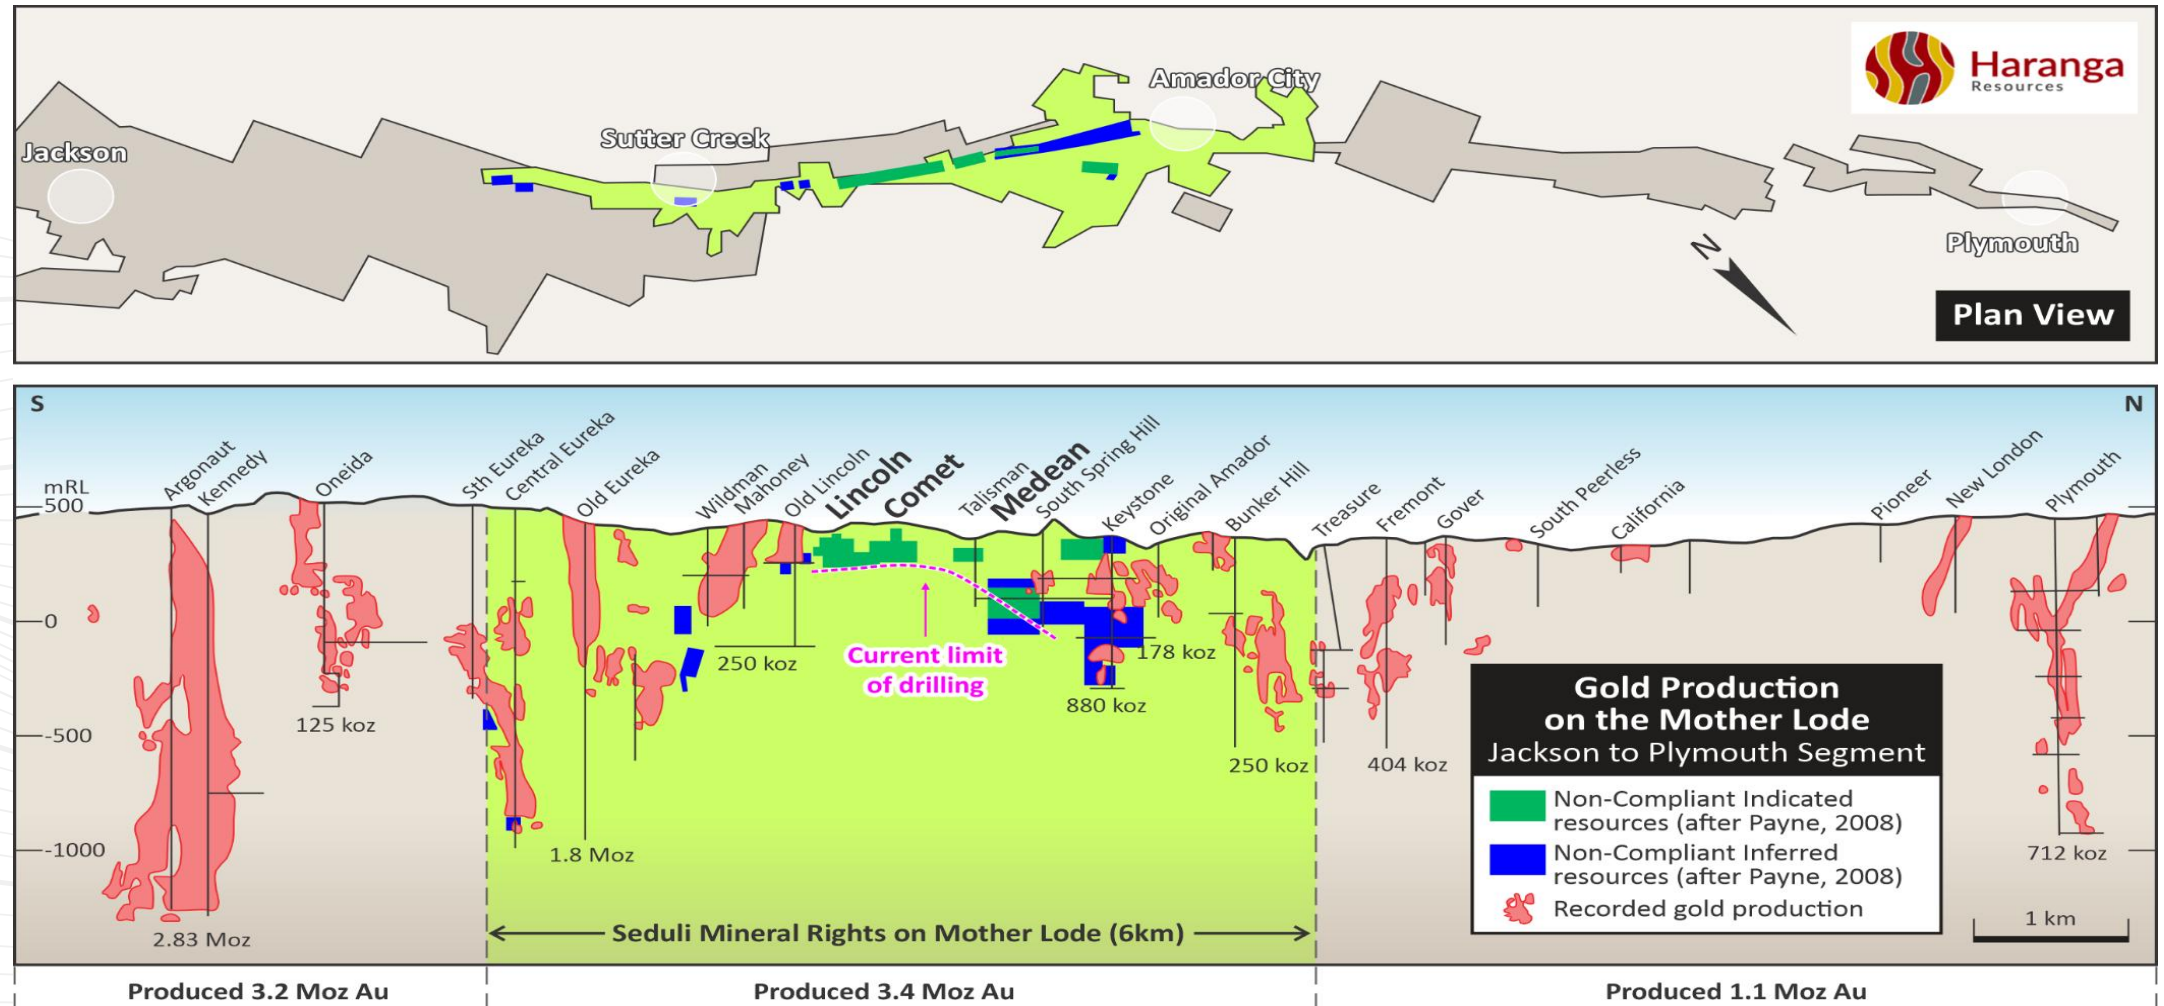 Haranga
Resources
Amador City
Sutter Creek
Jackson
Plymouth
N
Plan View
S
N
mRL
500
0
-500
-1000
Argonaut
Kennedy
Oneida
Sth Eureka
Central Eureka
Old Eureka
Wildman
Mahoney
Old Lincoln
Lincoln
Comet
Talisman
Medean
South Spring Hill
Keystone
Original Amador
Bunker Hill
Treasure
Fremont
Gover
South Peerless
California
Pioneer
New London
Plymouth
2.83 Moz
125 koz
1.8 Moz
250 koz
Current limit
of drilling
178 koz
880 koz
250 koz
404 koz
712 koz
Gold Production
on the Mother Lode
Jackson to Plymouth Segment
Non-Compliant Indicated
resources (after Payne, 2008)
Non-Compliant Inferred
resources (after Payne, 2008)
Recorded gold production
1 km
Seduli Mineral Rights on Mother Lode (6km)
Produced 3.2 Moz Au
Produced 3.4 Moz Au
Produced 1.1 Moz Au